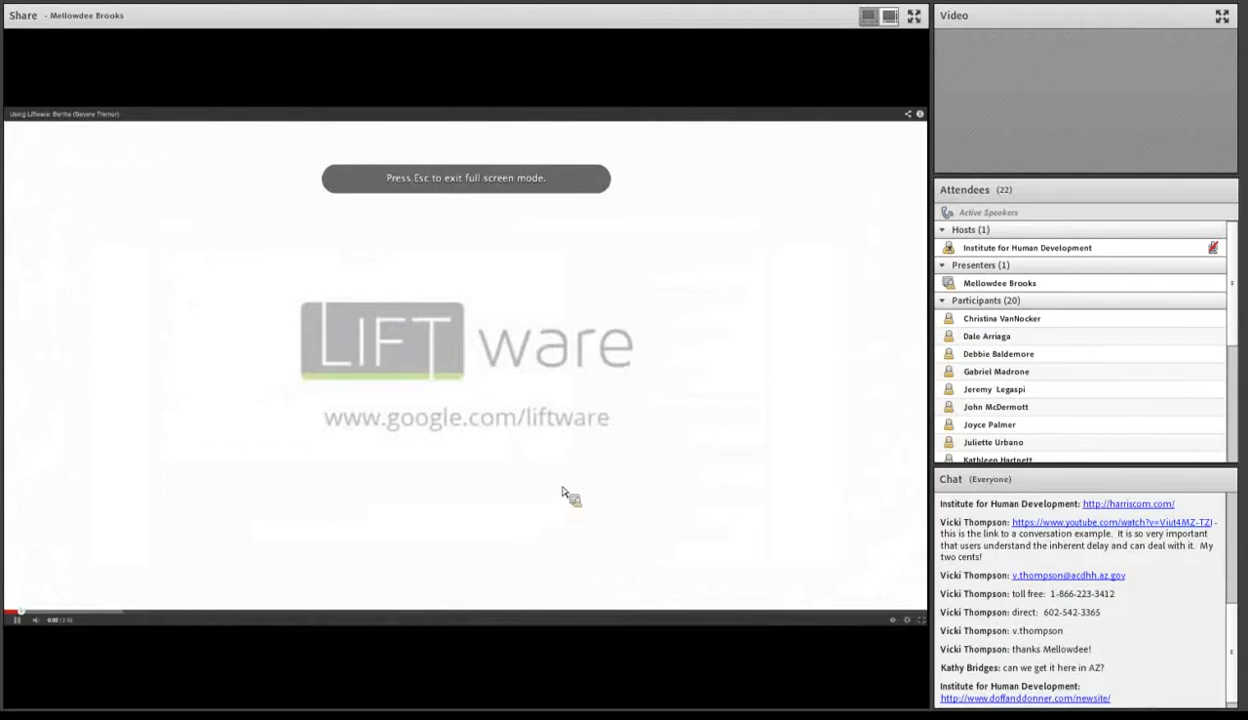 Share - Mellowdee Brooks
Using Liftware: Bertha (Severe Tremor)
Press Esc to exit full screen mode.
LIFT ware
www.google.com/liftware
Video
Attendees (22)
Active Speakers
Hosts (1)
Institute for Human Development
Presenters (1)
Mellowdee Brooks
Participants (20)
Christina VanNocker
Dale Arriaga
Debbie Baldemore
Gabriel Madrone
Jeremy Legaspi
John McDermott
Joyce Palmer
Juliette Urbano
Kathleen Hartnett
Chat (Everyone)
Institute for Human Development: http://harriscom.com/
Vicki Thompson: https://www.youtube.com/watch?v=Viut4MZ-TZI -
this is the link to a conversation example. It is so very important
that users understand the inherent delay and can deal with it. My
two cents!
Vicki Thompson: v.thompson@acdhh.az.gov
Vicki Thompson: toll free: 1-866-223-3412
Vicki Thompson: direct: 602-542-3365
Vicki Thompson: v.thompson
Vicki Thompson: thanks Mellowdee!
Kathy Bridges: can we get it here in AZ?
Institute for Human Development:
http://www.doffanddonner.com/newsite/